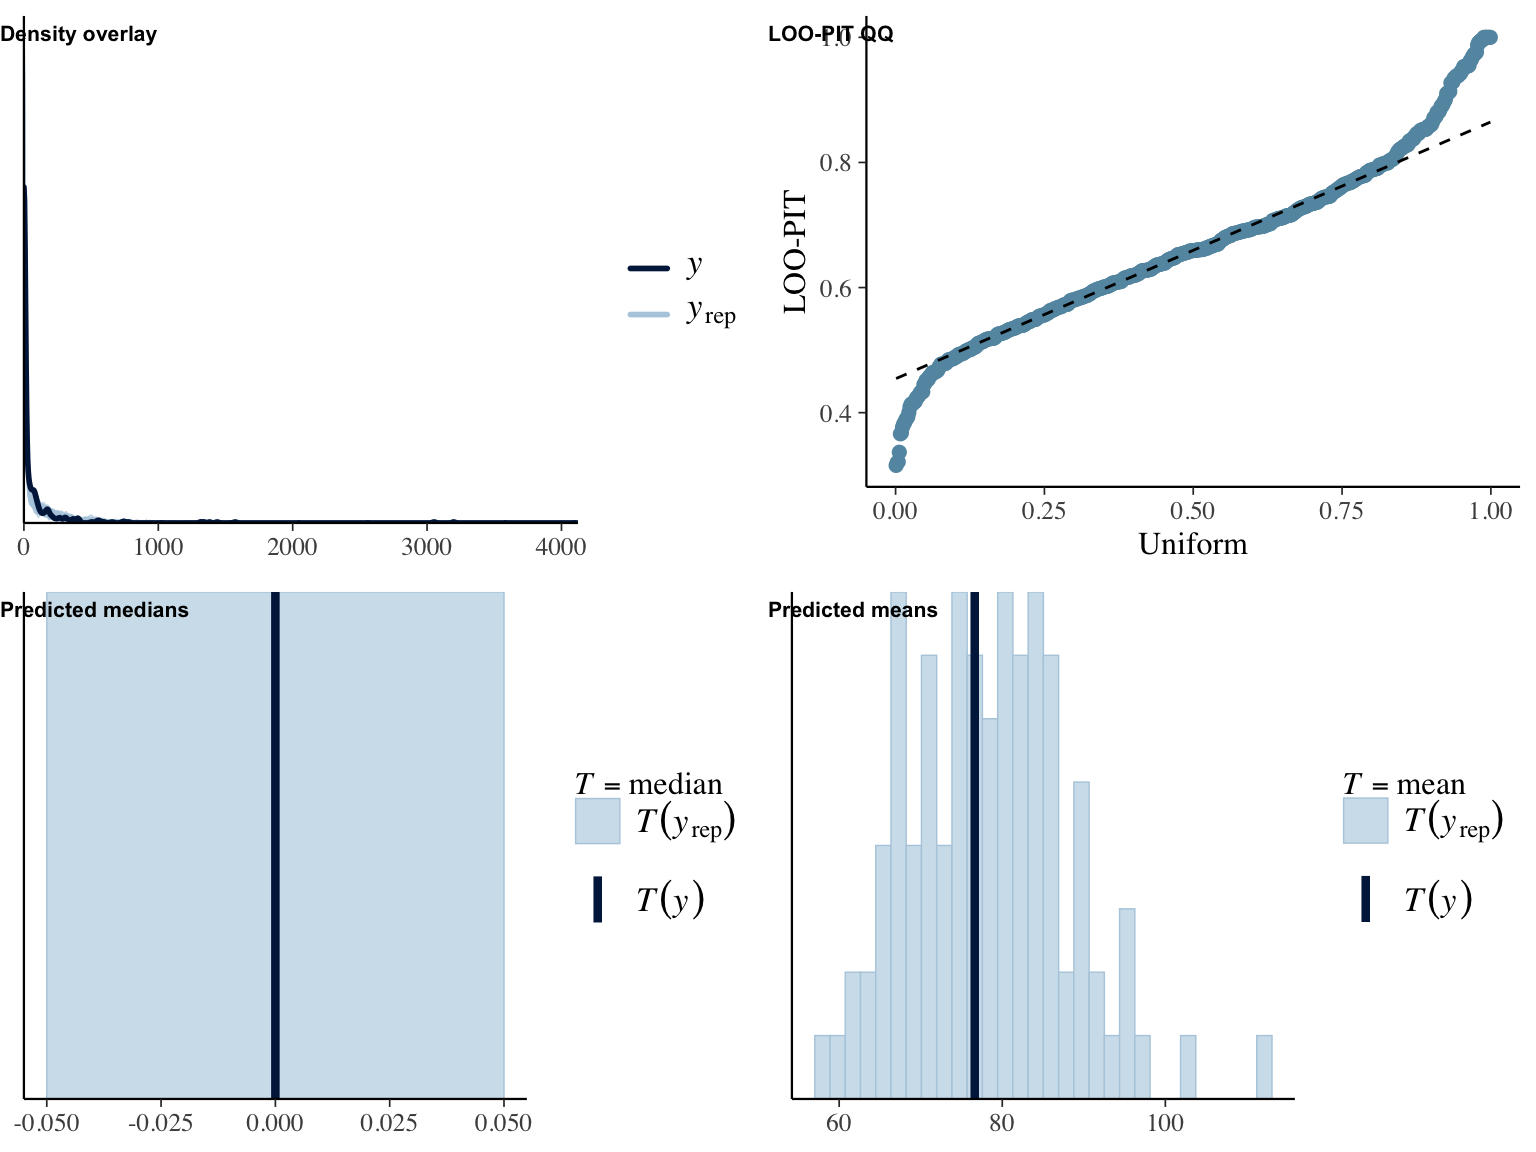 Density overlay
y
yrep
0 1000 2000 3000 4000
LOO-PIT QQ
1.0
0.8
0.6
0.4
LOO-PIT
0.00 0.25 0.50 0.75 1.00
Uniform
Predicted medians
T = median
T(yrep)
T(y)
-0.050 -0.025 0.000 0.025 0.050
Predicted means
T = mean
T(yrep)
T(y)
60 80 100